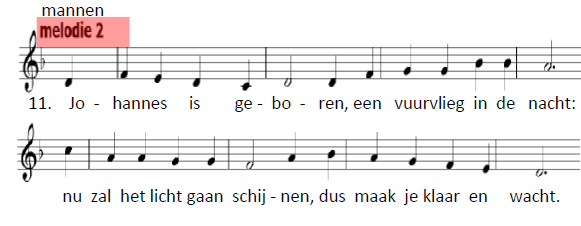 mannen
melodie 2
11. Jo - hannes is ge - bo - ren, een vuurvlieg in de nacht:
nu zal het licht gaan schij - nen, dus maak je klaar en wacht.